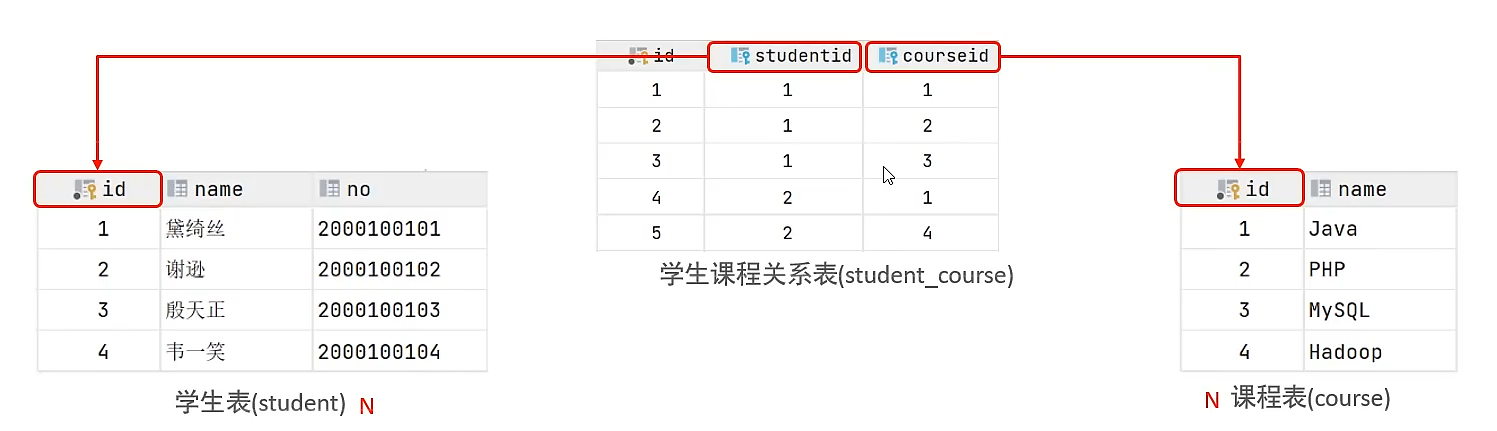 id studentid courseid
1 1 1
2 1 2
3 1 3
4 2 1
5 2 4
学生课程关系表(student_course)
id name no
1 黛绮丝 2000100101
2 谢逊 2000100102
3 殷天正 2000100103
4 韦一笑 2000100104
学生表(student) N
id name
1 Java
2 PHP
3 MySQL
4 Hadoop
N 课程表(course)